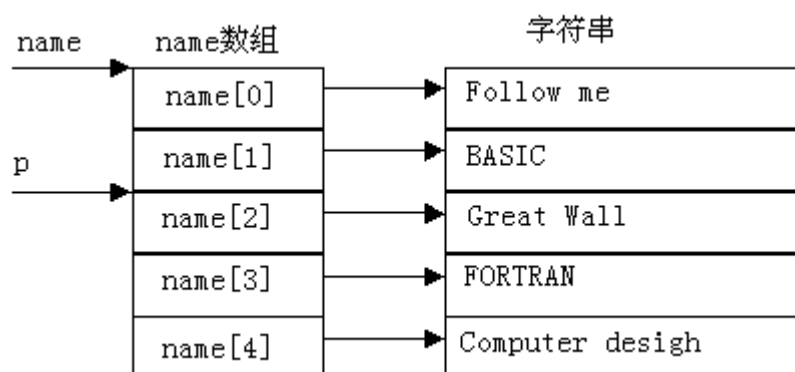 name name数组 字符串
name[0] Follow me
name[1] BASIC
p
name[2] Great Wall
name[3] FORTRAN
name[4] Computer desigh